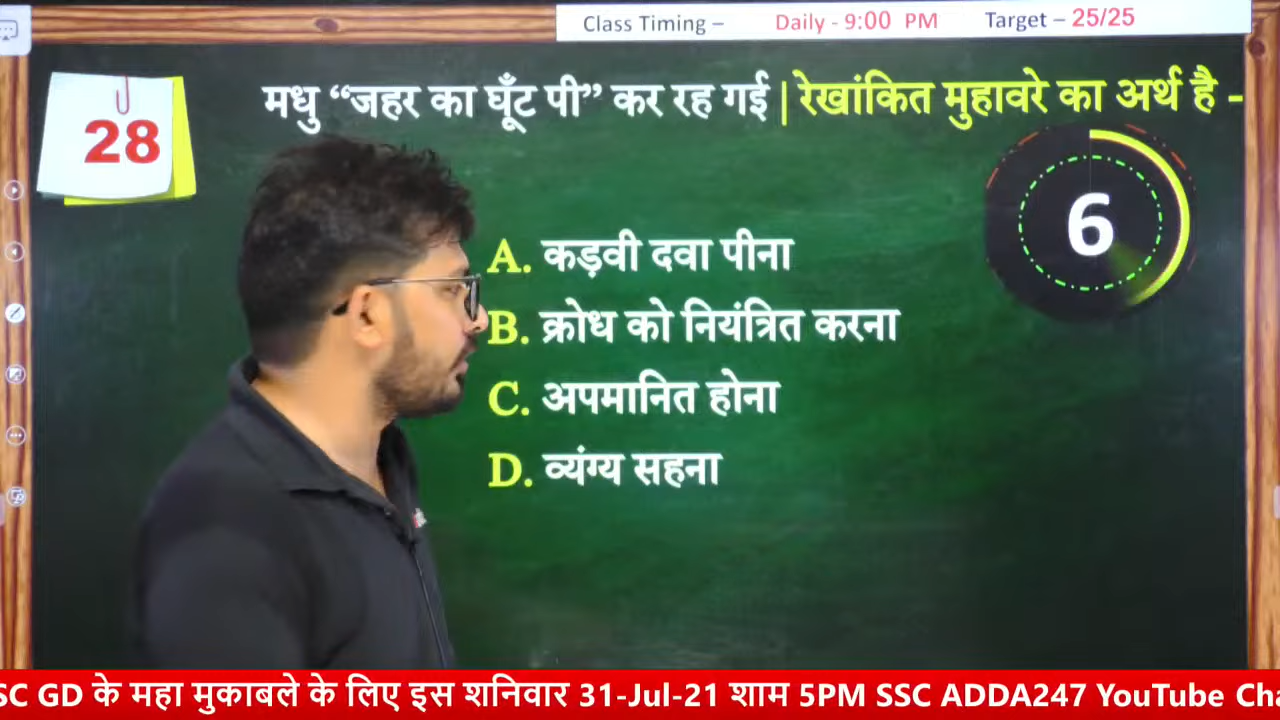 Class Timing – Daily - 9:00 PM Target – 25/25
28
मधु “जहर का घूँट पी” कर रह गई | रेखांकित मुहावरे का अर्थ है -
6
A. कड़वी दवा पीना
B. क्रोध को नियंत्रित करना
C. अपमानित होना
D. व्यंग्य सहना
SC GD के महा मुकाबले के लिए इस शनिवार 31-Jul-21 शाम 5PM SSC ADDA247 YouTube Cha